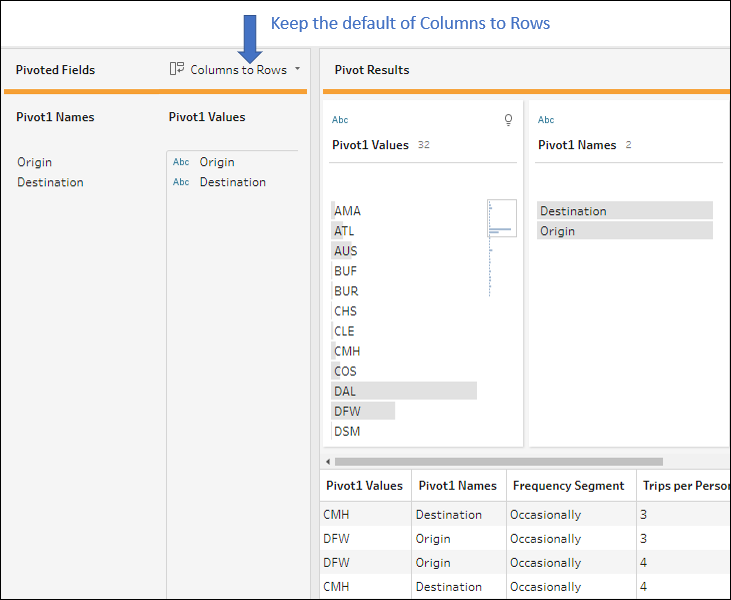 Keep the default of Columns to Rows
Pivoted Fields
Columns to Rows
Pivot1 Names
Pivot1 Values
Origin
Abc Origin
Destination
Abc Destination
Pivot Results
Abc
Pivot1 Values 32
AMA
ATL
AUS
BUF
BUR
CHS
CLE
CMH
COS
DAL
DFW
DSM
Abc
Pivot1 Names 2
Destination
Origin
Pivot1 Values Pivot1 Names Frequency Segment Trips per Person
CMH Destination Occasionally 3
DFW Origin Occasionally 3
DFW Origin Occasionally 4
CMH Destination Occasionally 4